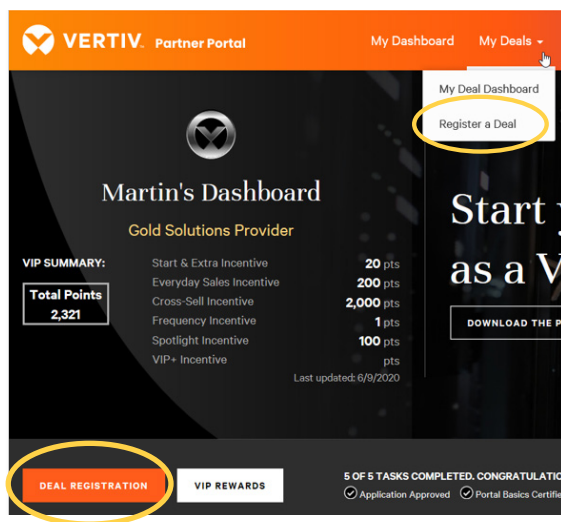 VERTIV. Partner Portal
My Dashboard
My Deals
My Deal Dashboard
Register a Deal
Martin's Dashboard
Gold Solutions Provider
VIP SUMMARY:
Total Points
2,321
Start & Extra Incentive 20 pts
Everyday Sales Incentive 200 pts
Cross-Sell Incentive 2,000 pts
Frequency Incentive 1 pts
Spotlight Incentive 100 pts
VIP+ Incentive pts
Last updated: 6/9/2020
Start
as a V
DOWNLOAD THE P
DEAL REGISTRATION
VIP REWARDS
5 OF 5 TASKS COMPLETED. CONGRATULATIO
Application Approved Portal Basics Certifie